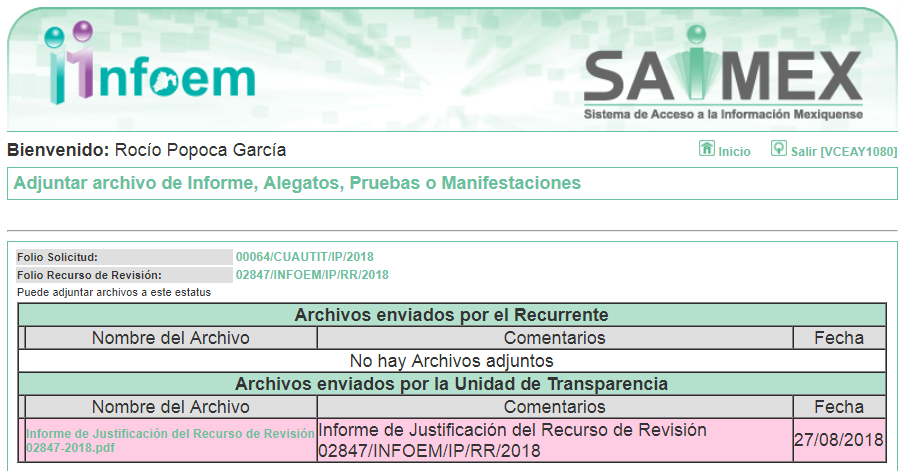 infoem
SAIMEX
Sistema de Acceso a la Información Mexiquense
Bienvenido: Rocío Popoca García
Inicio Salir [VCEAY1080]
Adjuntar archivo de Informe, Alegatos, Pruebas o Manifestaciones
Folio Solicitud: 00064/CUAUTIT/IP/2018
Folio Recurso de Revisión: 02847/INFOEM/IP/RR/2018
Puede adjuntar archivos a este estatus
Archivos enviados por el Recurrente
Nombre del Archivo Comentarios Fecha
No hay Archivos adjuntos
Archivos enviados por la Unidad de Transparencia
Nombre del Archivo Comentarios Fecha
Informe de Justificación del Recurso de Revisión
02847-2018.pdf
Informe de Justificación del Recurso de Revisión
02847/INFOEM/IP/RR/2018
27/08/2018